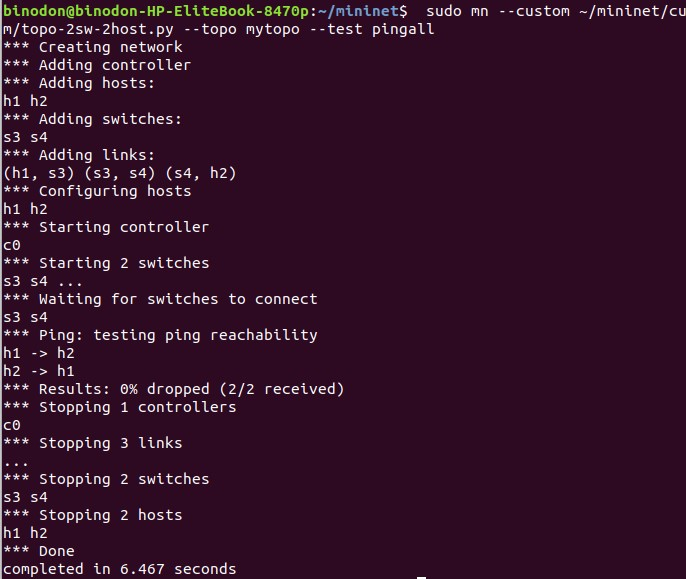 binodon@binodon-HP-EliteBook-8470p:~/mininet$  sudo mn --custom ~/mininet/cu
m/topo-2sw-2host.py --topo mytopo --test pingall
*** Creating network
*** Adding controller
*** Adding hosts:
h1 h2
*** Adding switches:
s3 s4
*** Adding links:
(h1, s3) (s3, s4) (s4, h2)
*** Configuring hosts
h1 h2
*** Starting controller
c0
*** Starting 2 switches
s3 s4 ...
*** Waiting for switches to connect
s3 s4
*** Ping: testing ping reachability
h1 -> h2
h2 -> h1
*** Results: 0% dropped (2/2 received)
*** Stopping 1 controllers
c0
*** Stopping 3 links
...
*** Stopping 2 switches
s3 s4
*** Stopping 2 hosts
h1 h2
*** Done
completed in 6.467 seconds